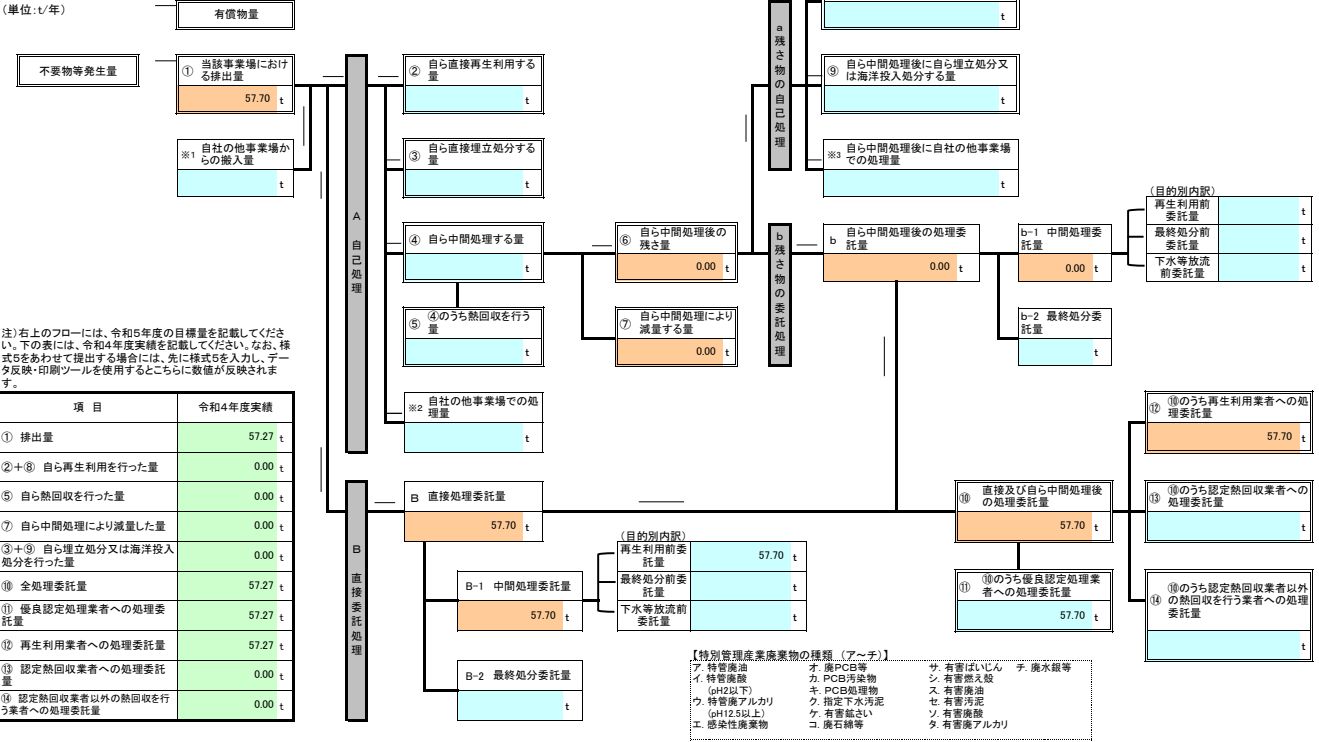 （単位:t/年）
有償物量
不要物等発生量
① 当該事業場におけ
る排出量
57.70 t
※1 自社の他事業場か
らの搬入量
t
A 自己処理
② 自ら直接再生利用する
量
t
③ 自ら直接埋立処分する
量
t
④ 自ら中間処理する量
t
⑤ ④のうち熱回収を行う
量
t
※2 自社の他事業場での処
理量
t
⑥ 自ら中間処理後の
残さ量
0.00 t
⑦ 自ら中間処理により
減量する量
0.00 t
a 残さ物の自己処理
t
⑨ 自ら中間処理後に自ら埋立処分又
は海洋投入処分する量
t
※3 自ら中間処理後に自社の他事業場
での処理量
t
b 残さ物の委託処理
b 自ら中間処理後の処理委
託量
0.00 t
b-1 中間処理委
託量
0.00 t
b-2 最終処分委
託量
t
（目的別内訳）
再生利用前
委託量
t
最終処分前
委託量
t
下水等放流
前委託量
t
注）右上のフローには、令和5年度の目標量を記載してくださ
い。下の表には、令和4年度実績を記載してください。なお、様
式5をあわせて提出する場合には、先に様式5を入力し、デー
タ反映・印刷ツールを使用するとこちらに数値が反映されま
す。
項 目 令和4年度実績
① 排出量 57.27 t
②+⑧ 自ら再生利用を行った量 0.00 t
⑤ 自ら熱回収を行った量 0.00 t
⑦ 自ら中間処理により減量した量 0.00 t
③+⑨ 自ら埋立処分又は海洋投入
処分を行った量 0.00 t
⑩ 全処理委託量 57.27 t
⑪ 優良認定処理業者への処理委
託量 57.27 t
⑫ 再生利用業者への処理委託量 57.27 t
⑬ 認定熱回収業者への処理委託
量 0.00 t
⑭ 認定熱回収業者以外の熱回収を行
う業者への処理委託量 0.00 t
B 直接委託処理
B 直接処理委託量
57.70 t
B-1 中間処理委託量
57.70 t
B-2 最終処分委託量
t
（目的別内訳）
再生利用前委
託量
57.70 t
最終処分前委
託量
t
下水等放流前
委託量
t
⑩ 直接及び自ら中間処理後
の処理委託量
57.70 t
⑪ ⑩のうち優良認定処理業
者への処理委託量
57.70 t
⑫ ⑩のうち再生利用業者への処
理委託量
57.70 t
⑬ ⑩のうち認定熱回収業者への
処理委託量
t
⑭ ⑩のうち認定熱回収業者以外
の熱回収を行う業者への処理
委託量
t
【特別管理産業廃棄物の種類 （ア～チ）】
ア. 特管廃油 オ. 廃PCB等 サ. 有害ばいじん チ. 廃水銀等
イ. 特管廃酸 カ. PCB汚染物 シ. 有害燃え殻
（pH2以下） キ. PCB処理物 ス. 有害廃油
ウ. 特管廃アルカリ ク. 指定下水汚泥 セ. 有害汚泥
（pH12.5以上） ケ. 有害鉱さい ソ. 有害廃酸
エ. 感染性廃棄物 コ. 廃石綿等 タ. 有害廃アルカリ